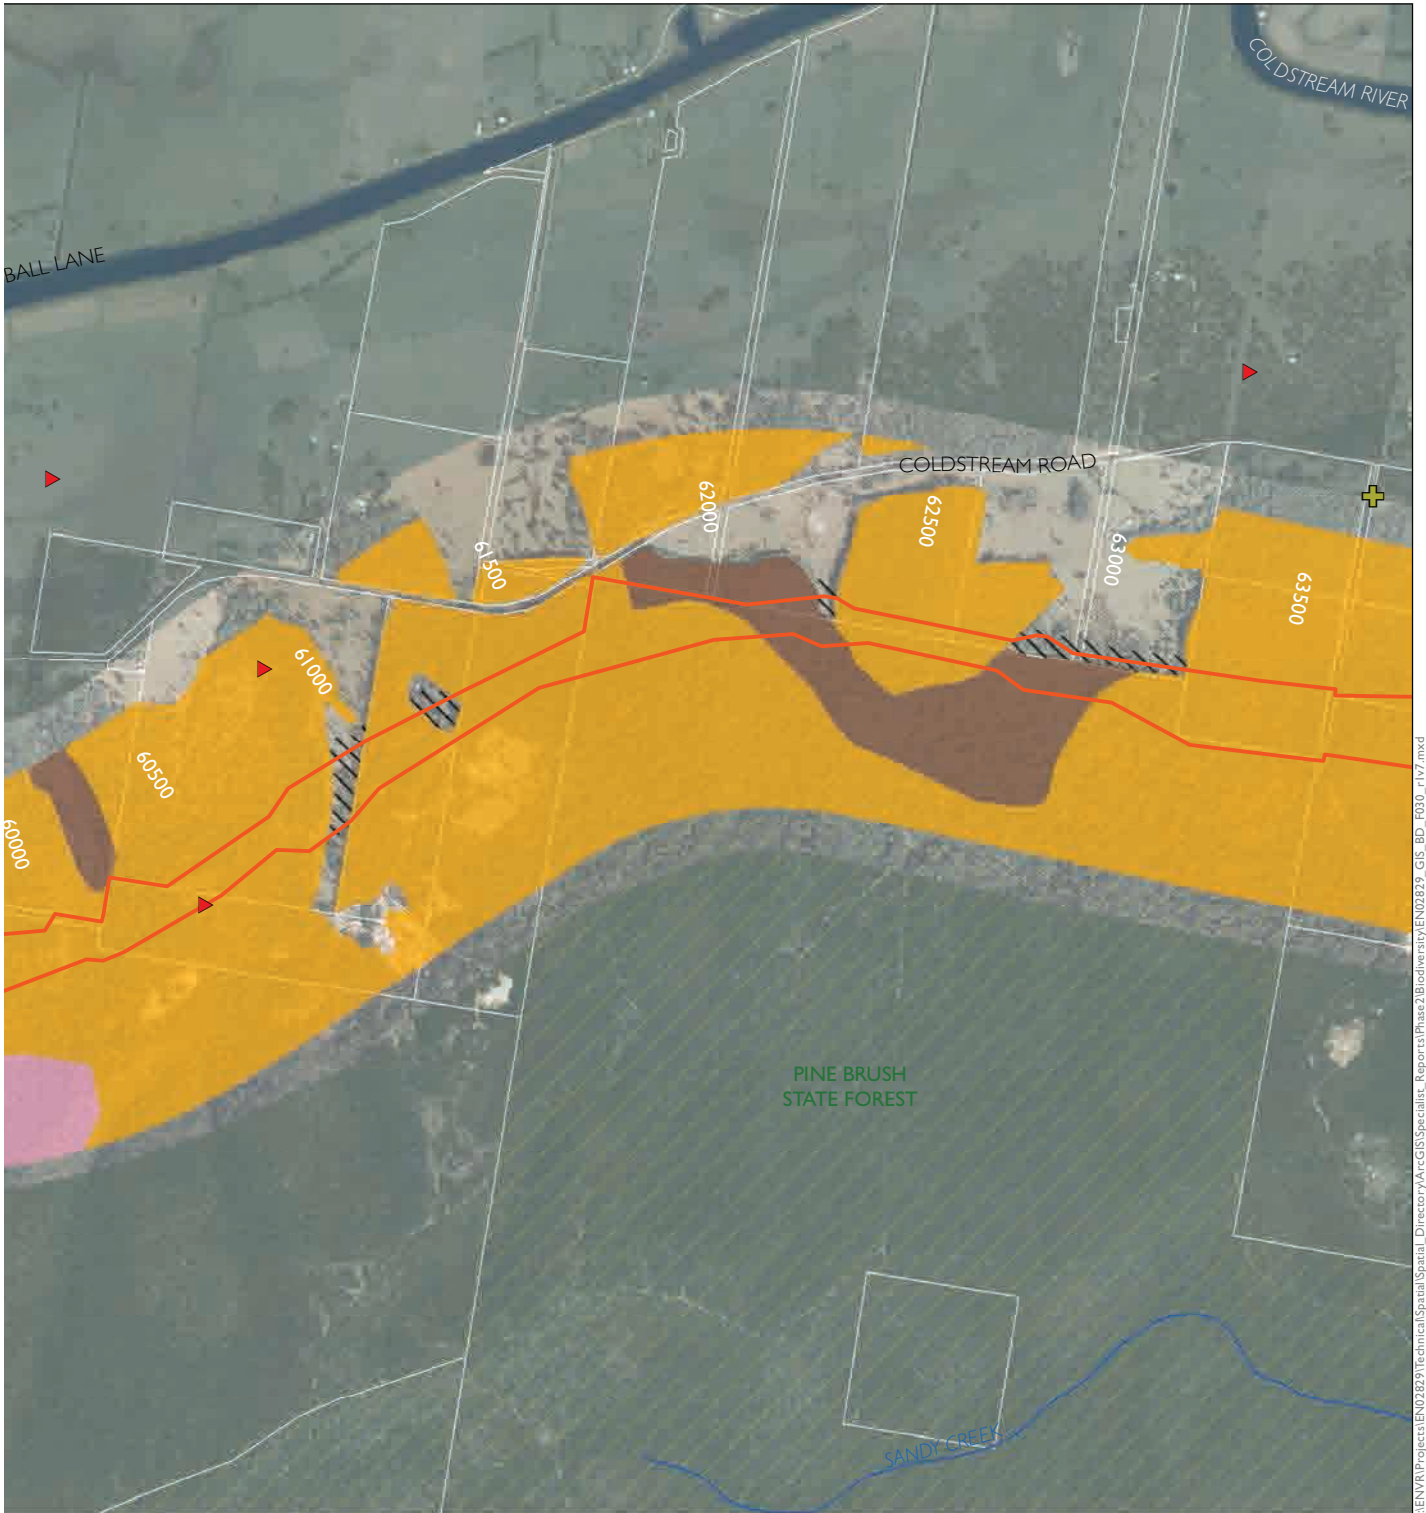 COLDSTREAM RIVER
BALL LANE
COLDSTREAM ROAD
62000
62500
61500
63000
63500
61000
60500
60000
PINE BRUSH
STATE FOREST
SANDY CREEK
:\ENVR\Projects\EN02829\Technical\Spatial\Spatial_Directory\ArcGIS\Specialist_Reports\Phase2\Biodiversity\EN02829_GIS_BD_F030_r1v7.mxd